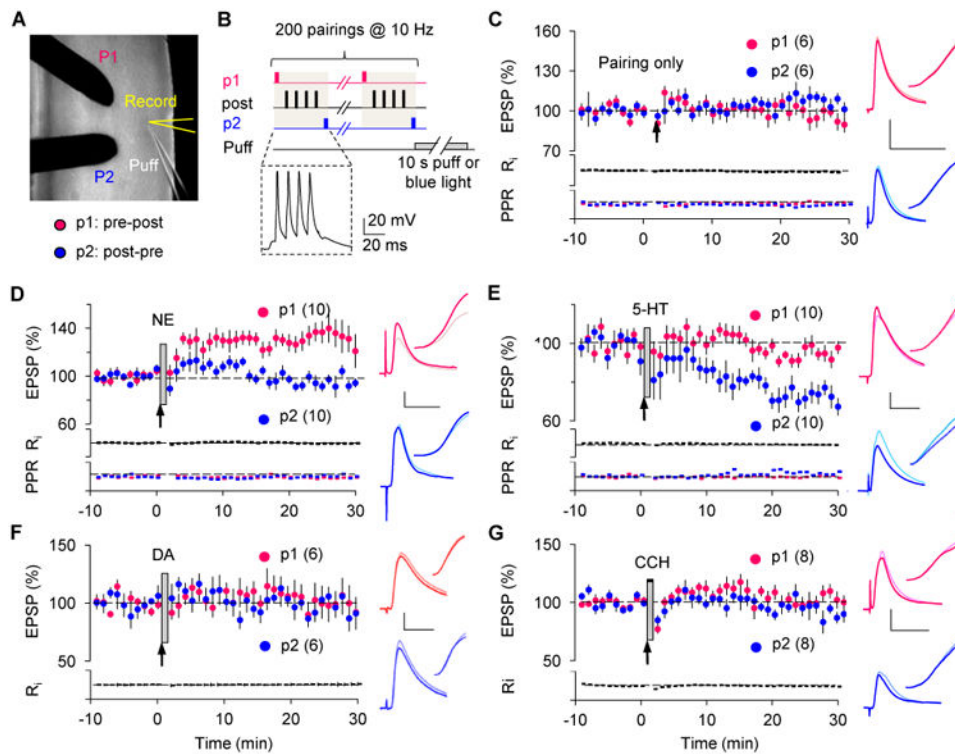 A
P1
Record
Puff
P2
p1: pre-post
p2: post-pre
B
200 pairings @ 10 Hz
p1
post
p2
Puff
10 s puff or
blue light
20 mV
20 ms
C
160
130
100
70
EPSP (%)
Pairing only
p1 (6)
p2 (6)
Ri
PPR
-10 0 10 20 30
D
140
100
60
EPSP (%)
NE
p1 (10)
p2 (10)
Ri
PPR
-10 0 10 20 30
E
100
60
EPSP (%)
5-HT
p1 (10)
p2 (10)
Ri
PPR
-10 0 10 20 30
F
150
100
50
EPSP (%)
DA
p1 (6)
p2 (6)
Ri
-10 0 10 20 30
Time (min)
G
150
100
50
EPSP (%)
CCH
p1 (8)
p2 (8)
Ri
-10 0 10 20 30
Time (min)